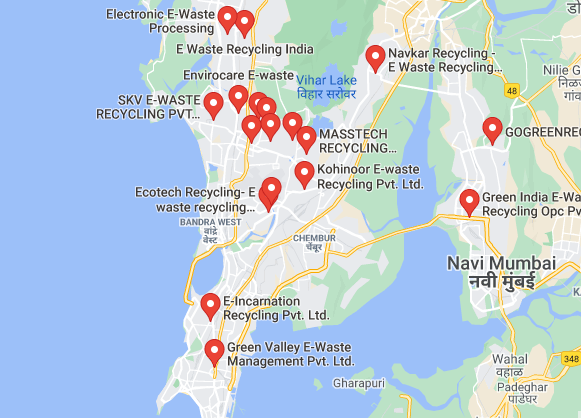 डो
Electronic E-Waste
Processing
E Waste Recycling India
Navkar Recycling -
E Waste Recycling...
Envirocare E-waste
Vihar Lake
विहार सरोवर
Nilje G
निळजे
गांव
48
SKV E-WASTE
RECYCLING PVT...
GOGREENREC
MASSTECH
RECYCLING...
Kohinoor E-waste
Recycling Pvt. Ltd.
Ecotech Recycling- E
waste recycling...
Green India E-Wa
Recycling Opc Pv
BANDRA WEST
वांद्रे
वेस्ट
CHEMBUR
चेंबूर
Navi Mumbai
नवी मुंबई
K
E-Incarnation
Recycling Pvt. Ltd.
Green Valley E-Waste
Management Pvt. Ltd.
Wahal
वहाळ
348
Gharapuri
Padeghar
पाडेघर